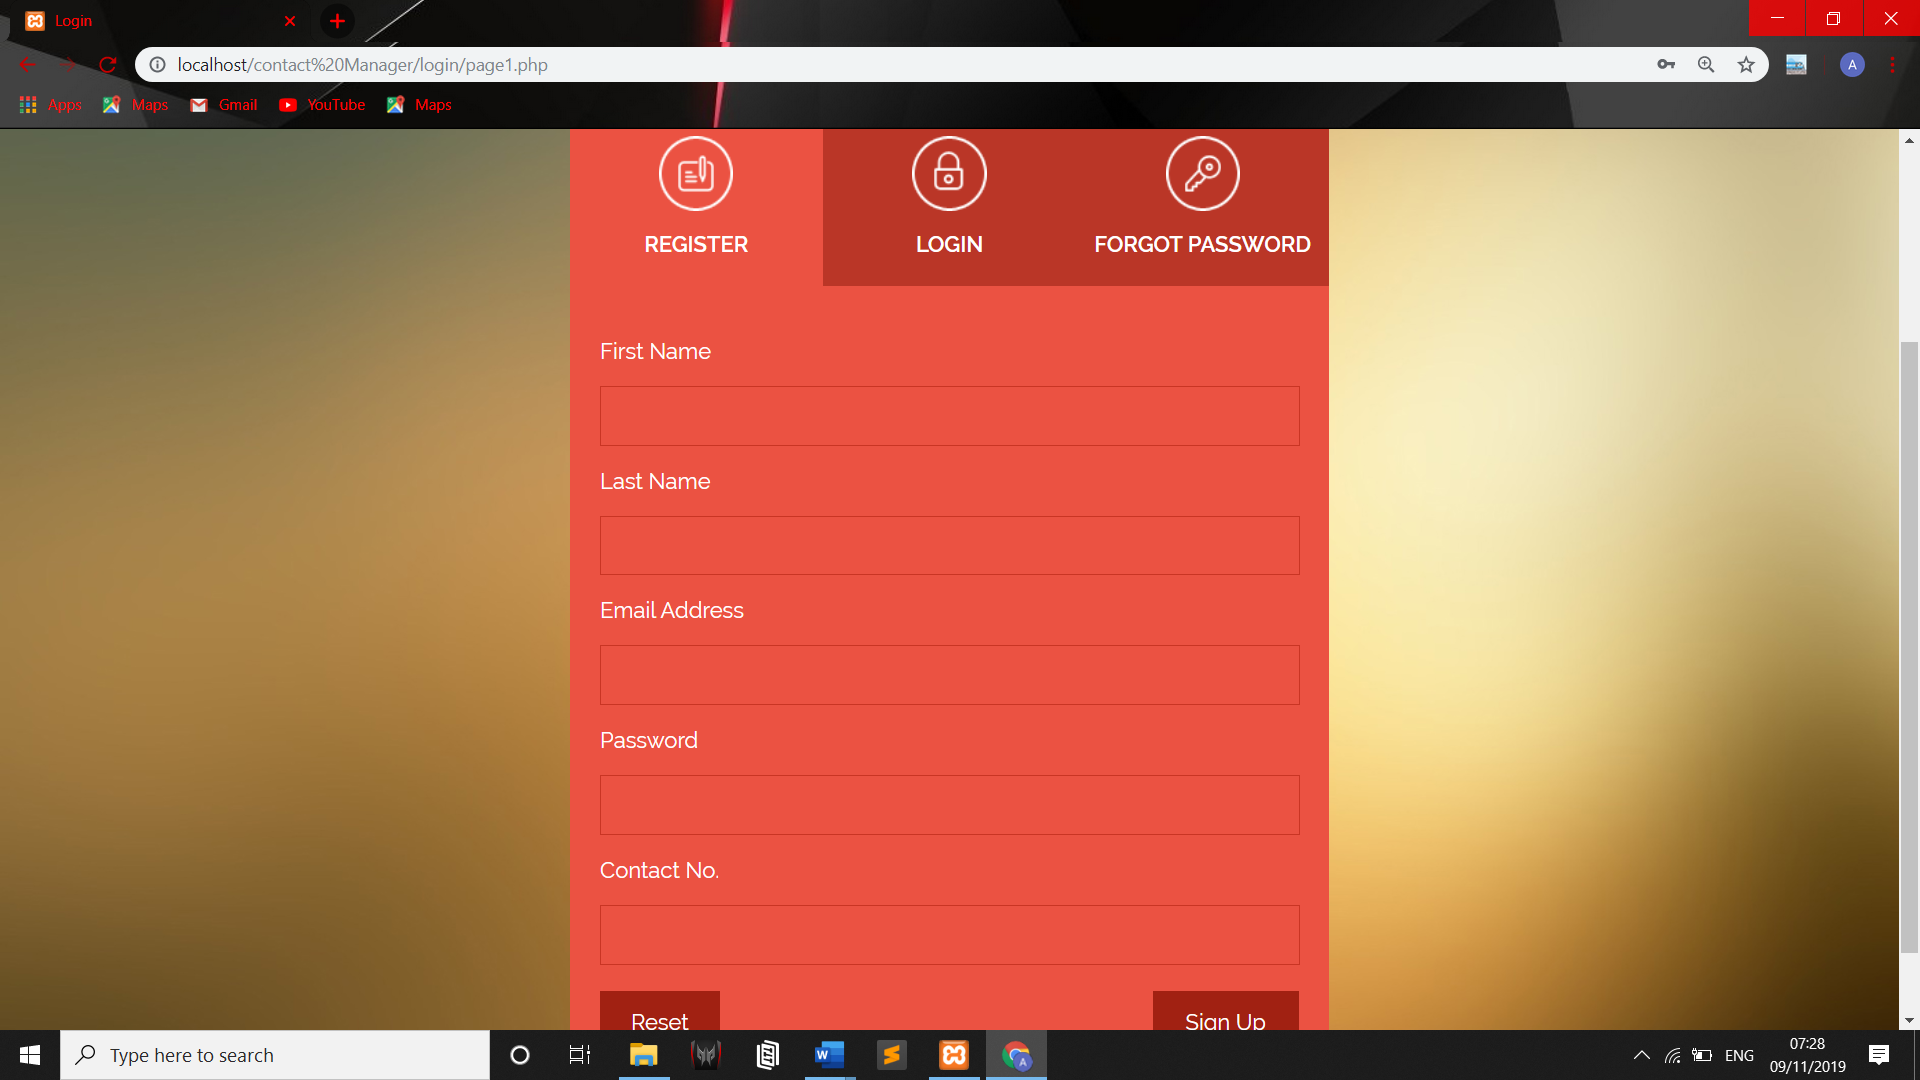 Login
localhost/contact%20Manager/login/page1.php
A
Apps Maps Gmail YouTube Maps
REGISTER LOGIN FORGOT PASSWORD
First Name
Last Name
Email Address
Password
Contact No.
Reset Sign Up
Type here to search
W
A
ENG
07:28
09/11/2019